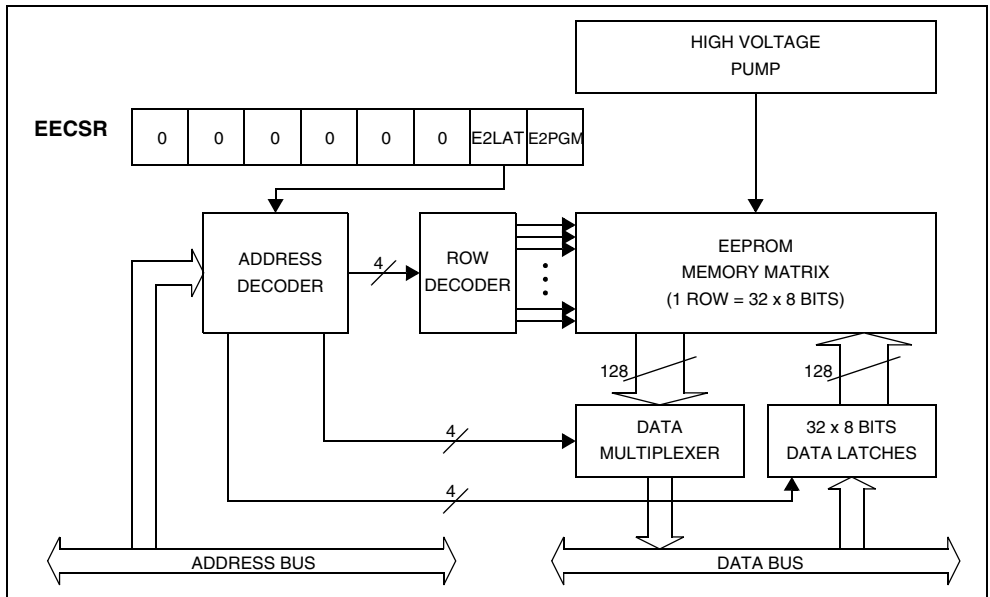 HIGH VOLTAGE
PUMP
EECSR
0 0 0 0 0 0 E2LAT E2PGM
ADDRESS
DECODER
4
ROW
DECODER
EEPROM
MEMORY MATRIX
(1 ROW = 32 x 8 BITS)
128
128
4
DATA
MULTIPLEXER
32 x 8 BITS
DATA LATCHES
4
ADDRESS BUS
DATA BUS